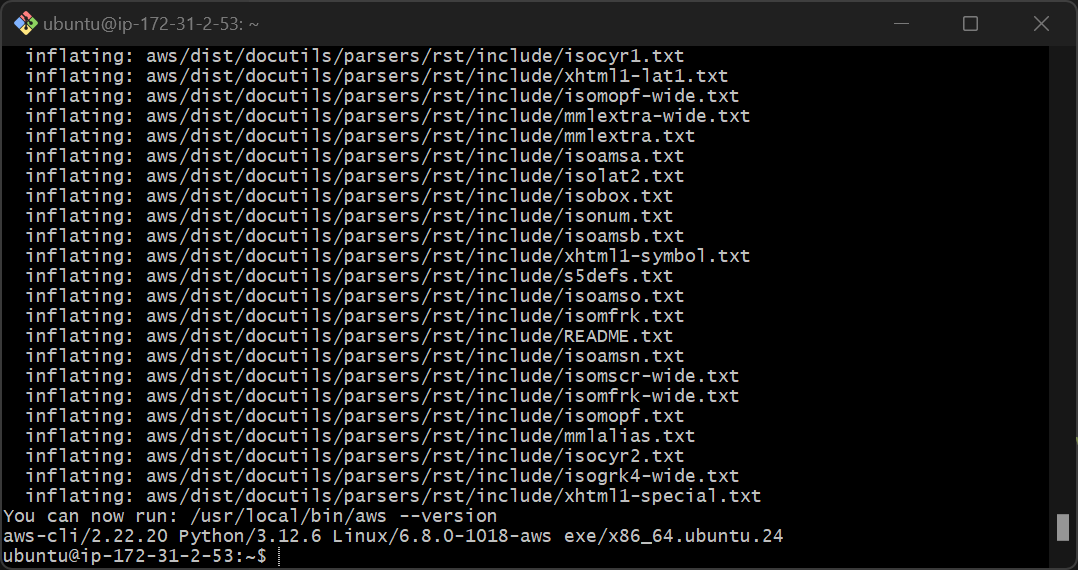 ubuntu@ip-172-31-2-53: ~
inflating: aws/dist/docutils/parsers/rst/include/isocyr1.txt
inflating: aws/dist/docutils/parsers/rst/include/xhtml1-lat1.txt
inflating: aws/dist/docutils/parsers/rst/include/isomopf-wide.txt
inflating: aws/dist/docutils/parsers/rst/include/mmlextra-wide.txt
inflating: aws/dist/docutils/parsers/rst/include/mmlextra.txt
inflating: aws/dist/docutils/parsers/rst/include/isoamsa.txt
inflating: aws/dist/docutils/parsers/rst/include/isolat2.txt
inflating: aws/dist/docutils/parsers/rst/include/isobox.txt
inflating: aws/dist/docutils/parsers/rst/include/isonum.txt
inflating: aws/dist/docutils/parsers/rst/include/isoamsb.txt
inflating: aws/dist/docutils/parsers/rst/include/xhtml1-symbol.txt
inflating: aws/dist/docutils/parsers/rst/include/s5defs.txt
inflating: aws/dist/docutils/parsers/rst/include/isoamso.txt
inflating: aws/dist/docutils/parsers/rst/include/isomfrk.txt
inflating: aws/dist/docutils/parsers/rst/include/README.txt
inflating: aws/dist/docutils/parsers/rst/include/isoamsn.txt
inflating: aws/dist/docutils/parsers/rst/include/isomscr-wide.txt
inflating: aws/dist/docutils/parsers/rst/include/isomfrk-wide.txt
inflating: aws/dist/docutils/parsers/rst/include/isomopf.txt
inflating: aws/dist/docutils/parsers/rst/include/mmlalias.txt
inflating: aws/dist/docutils/parsers/rst/include/isocyr2.txt
inflating: aws/dist/docutils/parsers/rst/include/isogrk4-wide.txt
inflating: aws/dist/docutils/parsers/rst/include/xhtml1-special.txt
You can now run: /usr/local/bin/aws --version
aws-cli/2.22.20 Python/3.12.6 Linux/6.8.0-1018-aws exe/x86_64.ubuntu.24
ubuntu@ip-172-31-2-53:~$